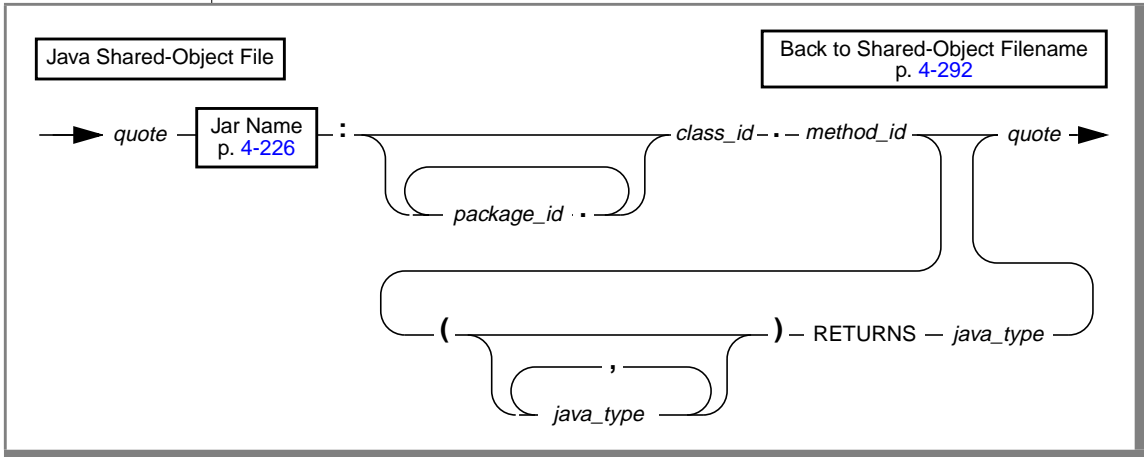 Java Shared-Object File
Back to Shared-Object Filename
p. 4-292
quote
Jar Name
p. 4-226
:
class_id . method_id
quote
package_id .
(
)
RETURNS
java_type
,
java_type